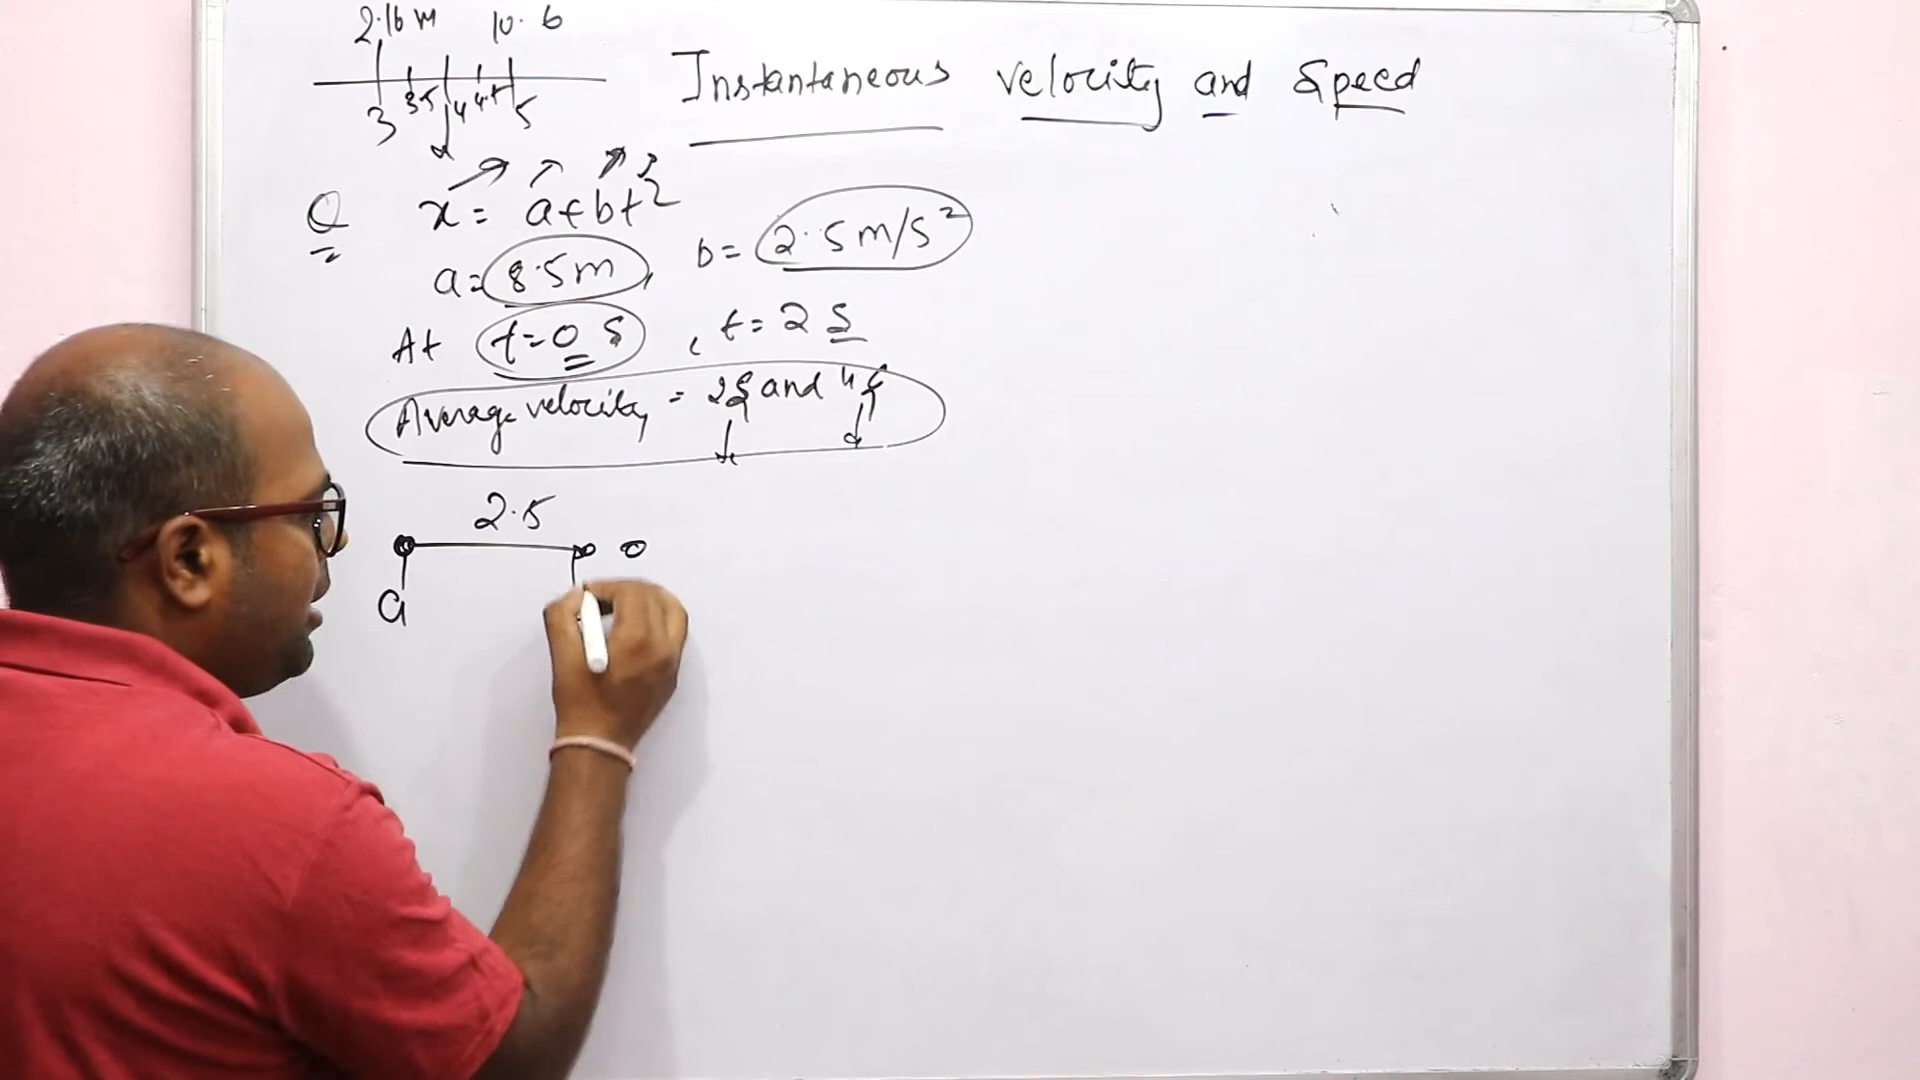 2.16 m 10.6
3 3.5 4 4.5 5
Instantaneous velocity and Speed
Q x = a + bt²
a = 8.5m, b = 2.5 m/s²
At t = 0 s, t = 2 s
Average velocity = 2s and 4s
2.5
a